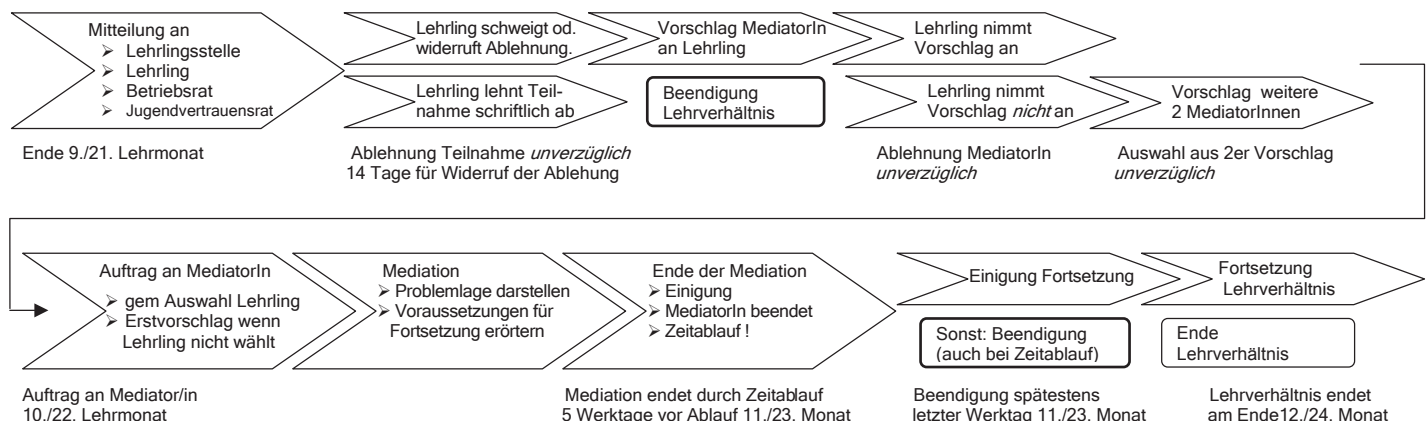 Mitteilung an
➢ Lehrlingsstelle
➢ Lehrling
➢ Betriebsrat
➢ Jugendvertrauensrat
Ende 9./21. Lehrmonat
Lehrling schweigt od.
widerruft Ablehnung.
Lehrling lehnt Teil-
nahme schriftlich ab
Ablehnung Teilnahme unverzüglich
14 Tage für Widerruf der Ablehung
Vorschlag MediatorIn
an Lehrling
Beendigung
Lehrverhältnis
Lehrling nimmt
Vorschlag an
Lehrling nimmt
Vorschlag nicht an
Ablehnung MediatorIn
unverzüglich
Vorschlag weitere
2 MediatorInnen
Auswahl aus 2er Vorschlag
unverzüglich
Auftrag an MediatorIn
➢ gem Auswahl Lehrling
➢ Erstvorschlag wenn
Lehrling nicht wählt
Auftrag an Mediator/in
10./22. Lehrmonat
Mediation
➢ Problemlage darstellen
➢ Voraussetzungen für
Fortsetzung erörtern
Ende der Mediation
➢ Einigung
➢ MediatorIn beendet
➢ Zeitablauf !
Mediation endet durch Zeitablauf
5 Werktage vor Ablauf 11./23. Monat
Einigung Fortsetzung
Sonst: Beendigung
(auch bei Zeitablauf)
Beendigung spätestens
letzter Werktag 11./23. Monat
Fortsetzung
Lehrverhältnis
Ende
Lehrverhältnis
Lehrverhältnis endet
am Ende12./24. Monat